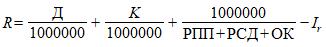 R = Д/1000000 + K/1000000 + 1000000/(РПП+РСД+ОК) − I_r